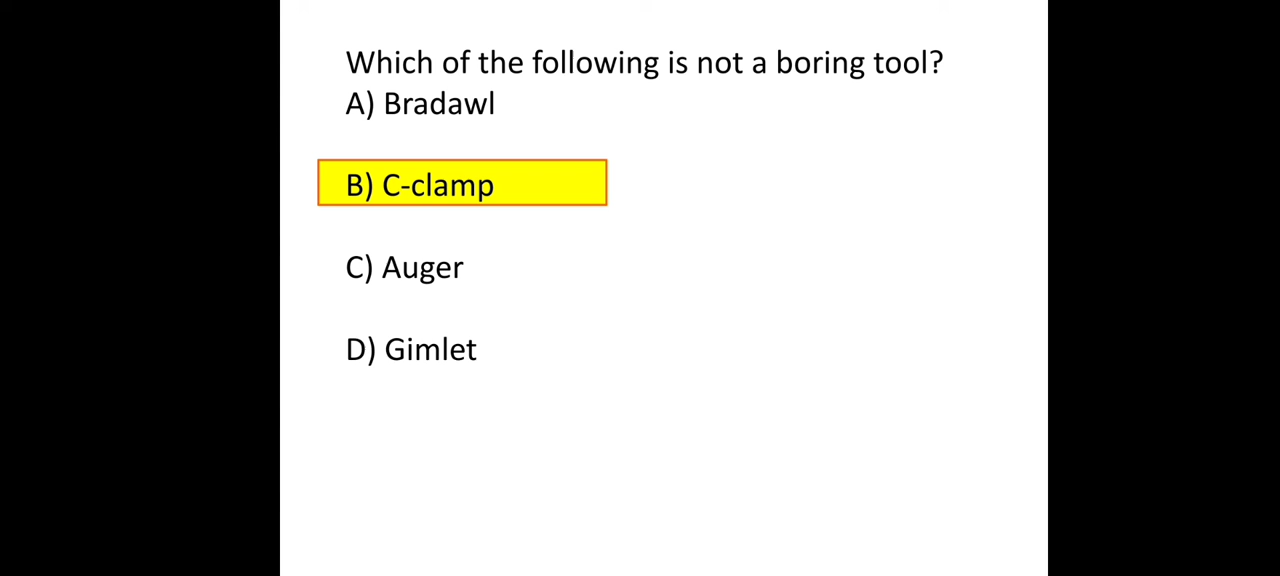 Which of the following is not a boring tool?
A) Bradawl
B) C-clamp
C) Auger
D) Gimlet